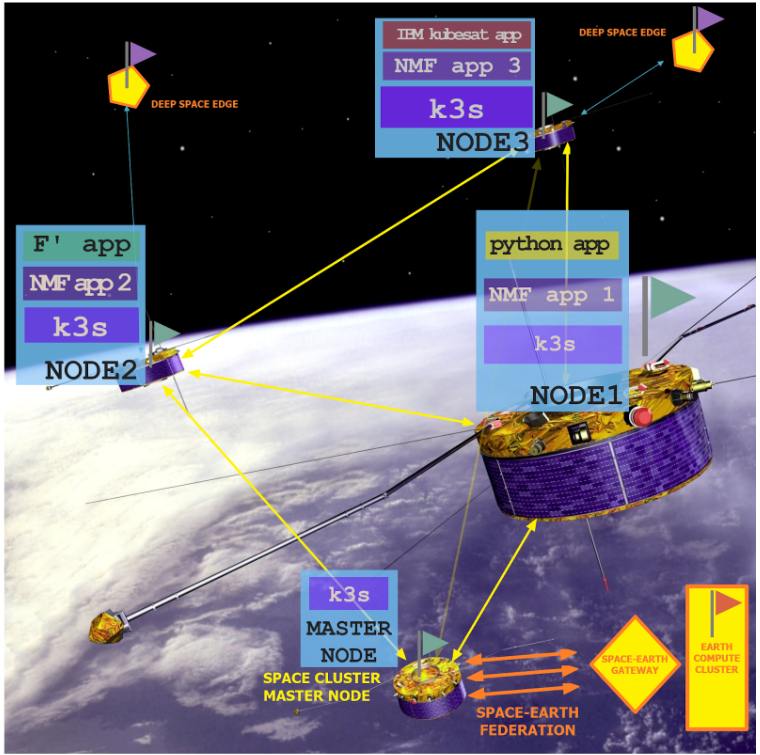 IBM kubesat app
NMF app 3
k3s
NODE3
DEEP SPACE EDGE
DEEP SPACE EDGE
F' app
NMF app 2
k3s
NODE2
python app
NMF app 1
k3s
NODE1
k3s
MASTER
NODE
SPACE CLUSTER
MASTER NODE
SPACE-EARTH
FEDERATION
SPACE-EARTH
GATEWAY
EARTH
COMPUTE
CLUSTER